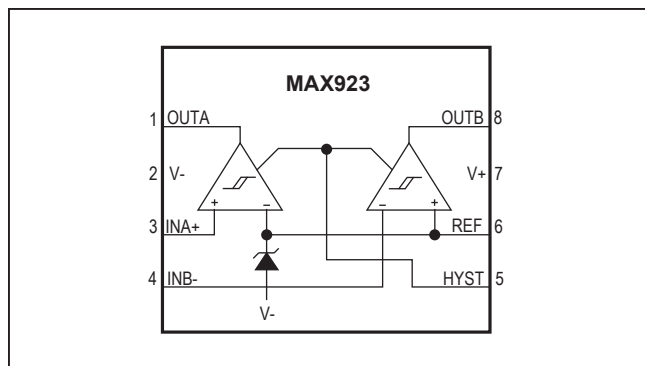 MAX923
1 OUTA OUTB 8
2 V- V+ 7
+ - - +
3 INA+ REF 6
4 INB- HYST 5
V-